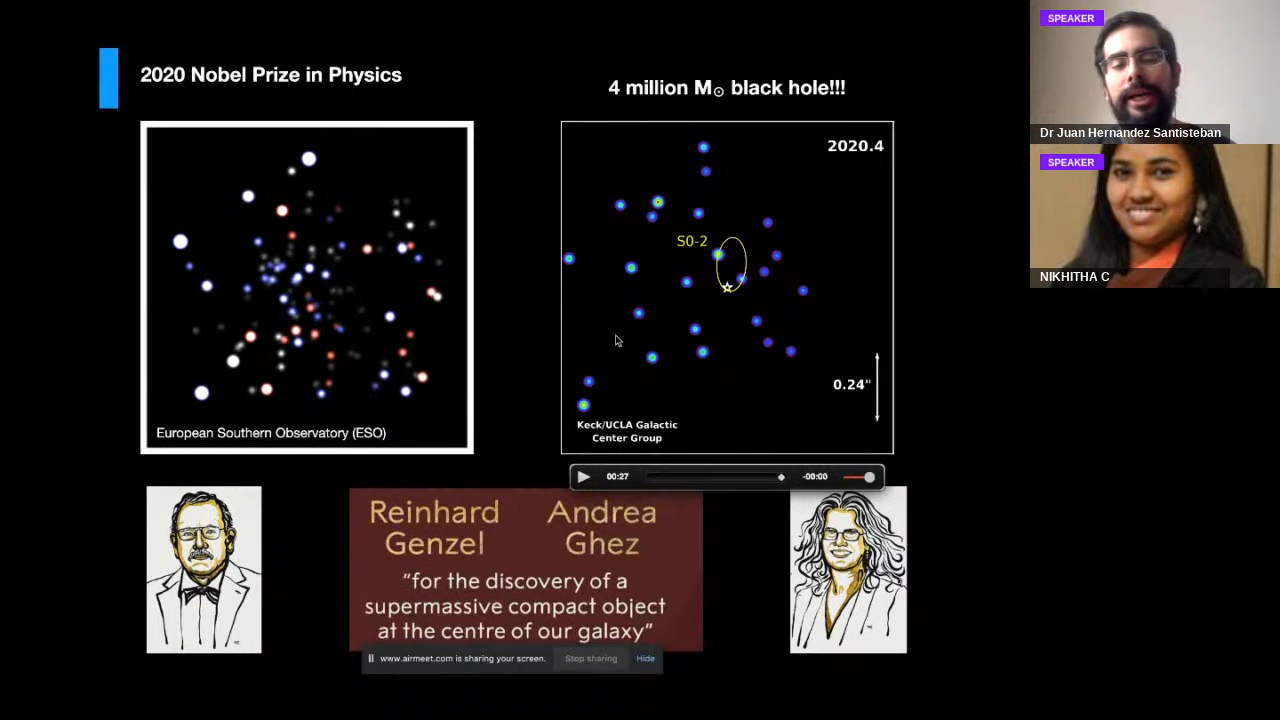 2020 Nobel Prize in Physics
4 million M☉ black hole!!!
European Southern Observatory (ESO)
2020.4
S0-2
0.24"
Keck/UCLA Galactic
Center Group
00:27
-00:00
Reinhard Andrea
Genzel Ghez
"for the discovery of a
supermassive compact object
at the centre of our galaxy"
www.airmeet.com is sharing your screen.
Stop sharing
Hide
SPEAKER
Dr Juan Hernandez Santisteban
SPEAKER
NIKHITHA C